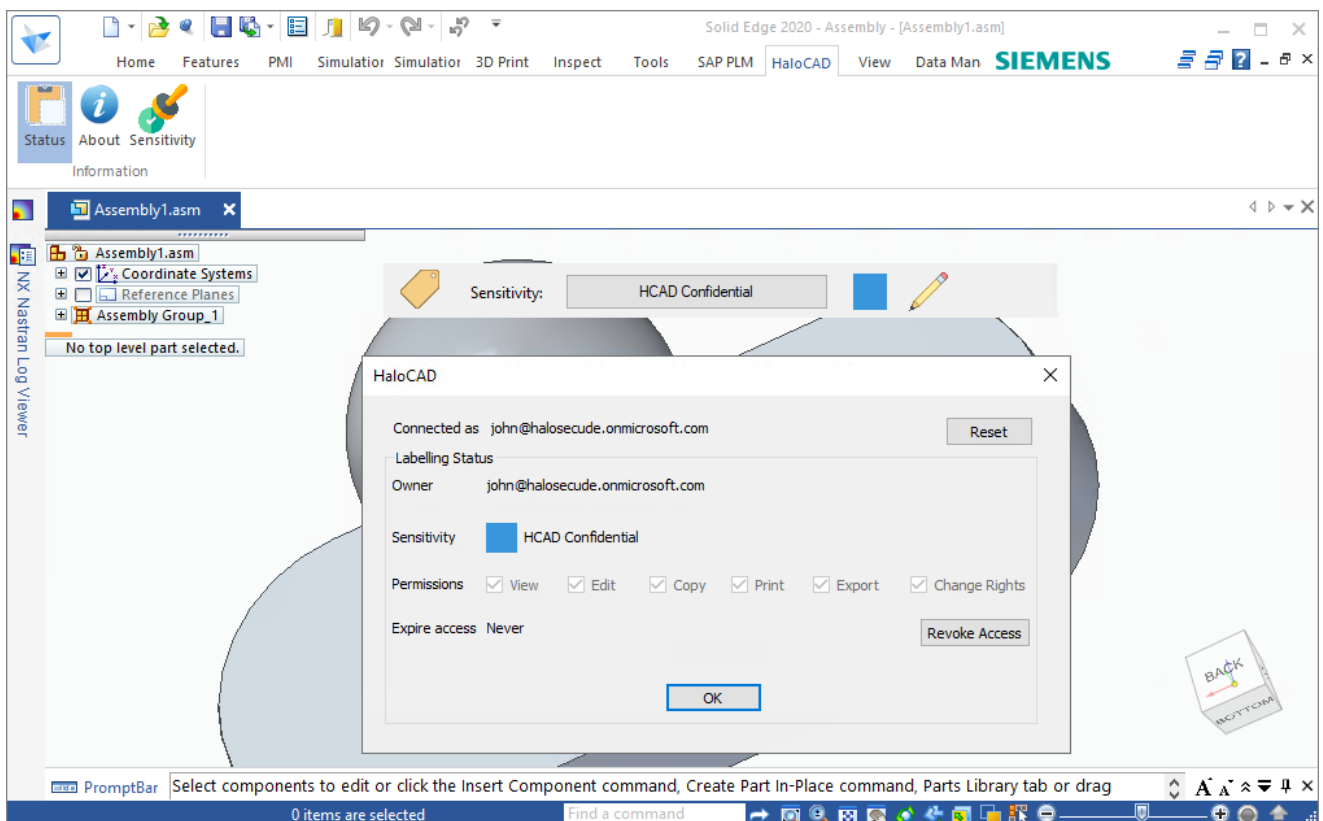 Solid Edge 2020 - Assembly - [Assembly1.asm]
Home Features PMI Simulation Simulation 3D Print Inspect Tools SAP PLM HaloCAD View Data Man SIEMENS
Status About Sensitivity
Information
Assembly1.asm
NX Nastran Log Viewer
Assembly1.asm
Coordinate Systems
Reference Planes
Assembly Group_1
No top level part selected.
Sensitivity: HCAD Confidential
HaloCAD
Connected as john@halosecude.onmicrosoft.com Reset
Labelling Status
Owner john@halosecude.onmicrosoft.com
Sensitivity HCAD Confidential
Permissions View Edit Copy Print Export Change Rights
Expire access Never Revoke Access
OK
BACK
BOTTOM
PromptBar Select components to edit or click the Insert Component command, Create Part In-Place command, Parts Library tab or drag
0 items are selected Find a command